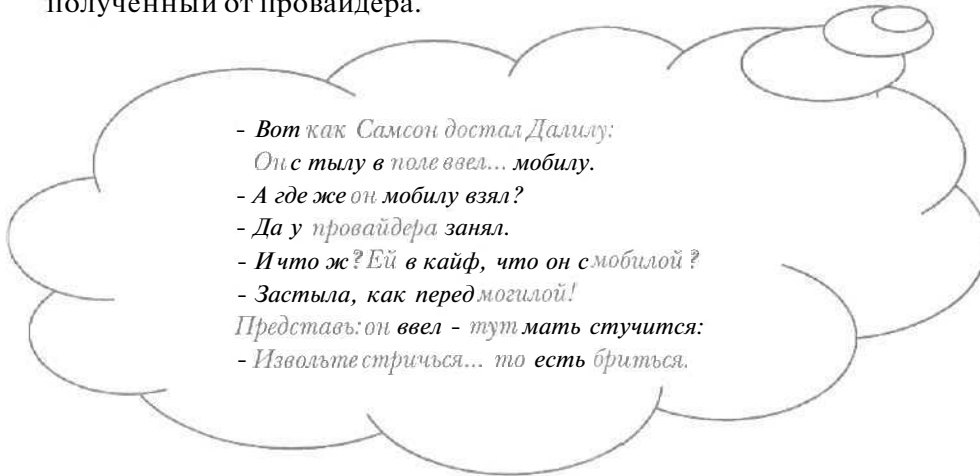 полученный от провайдера.
- Вот как Самсон достал Далилу:
Он с тылу в поле ввел... мобилу.
- А где же он мобилу взял?
- Да у провайдера занял.
- И что ж? Ей в кайф, что он с мобилой?
- Застыла, как перед могилой!
Представь: он ввел - тут мать стучится:
- Извольте стричься... то есть бриться.